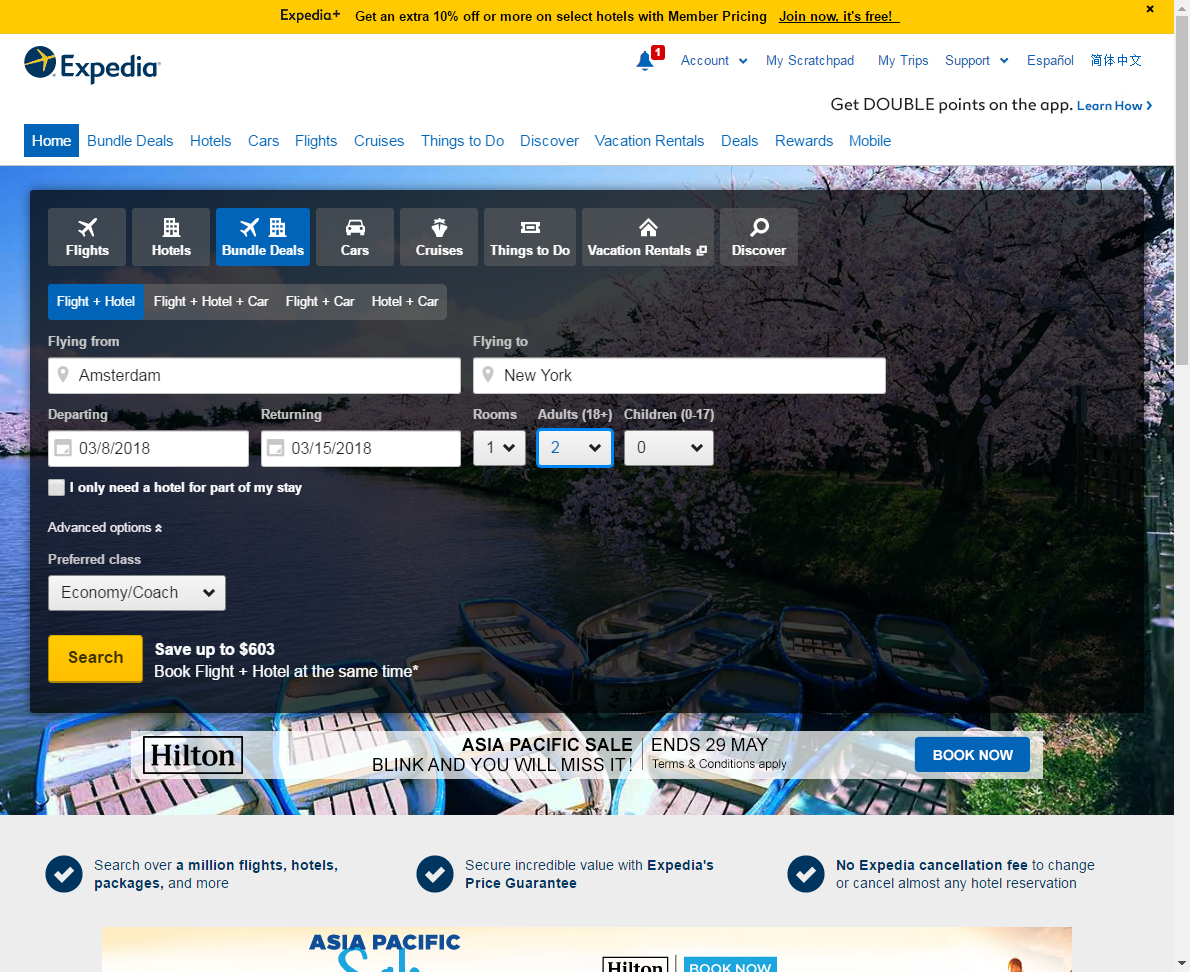 Expedia+ Get an extra 10% off or more on select hotels with Member Pricing Join now, it's free!
Expedia 1 Account My Scratchpad My Trips Support Español 简体中文
Get DOUBLE points on the app. Learn How
Home Bundle Deals Hotels Cars Flights Cruises Things to Do Discover Vacation Rentals Deals Rewards Mobile
Flights Hotels Bundle Deals Cars Cruises Things to Do Vacation Rentals Discover
Flight + Hotel Flight + Hotel + Car Flight + Car Hotel + Car
Flying from Flying to
Amsterdam New York
Departing Returning Rooms Adults (18+) Children (0-17)
03/8/2018 03/15/2018 1 2 0
I only need a hotel for part of my stay
Advanced options
Preferred class
Economy/Coach
Search
Save up to $603
Book Flight + Hotel at the same time*
Hilton
ASIA PACIFIC SALE
BLINK AND YOU WILL MISS IT!
ENDS 29 MAY
Terms & Conditions apply
BOOK NOW
Search over a million flights, hotels,
packages, and more
Secure incredible value with Expedia's
Price Guarantee
No Expedia cancellation fee to change
or cancel almost any hotel reservation
ASIA PACIFIC
Hilton BOOK NOW